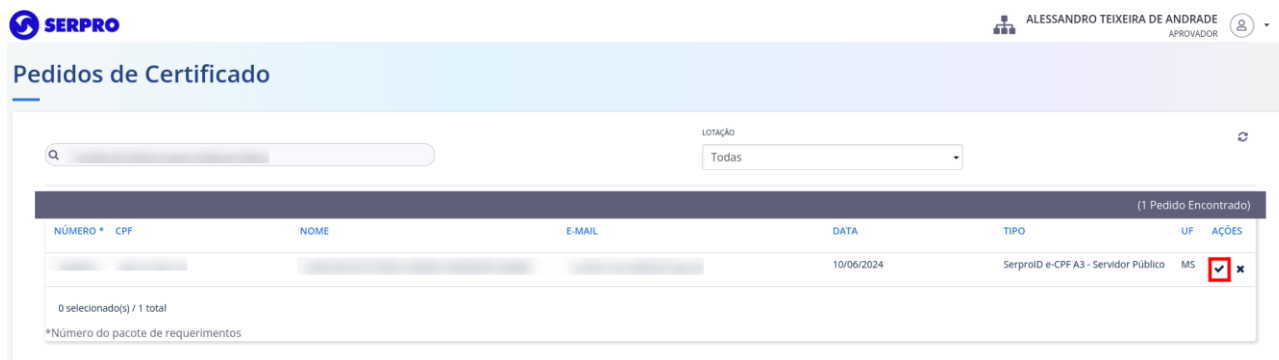 SERPRO
ALESSANDRO TEIXEIRA DE ANDRADE
APROVADOR
Pedidos de Certificado
LOTAÇÃO
Todas
(1 Pedido Encontrado)
NÚMERO * CPF NOME E-MAIL DATA TIPO UF AÇÕES
10/06/2024 SerproID e-CPF A3 - Servidor Público MS
0 selecionado(s) / 1 total
*Número do pacote de requerimentos